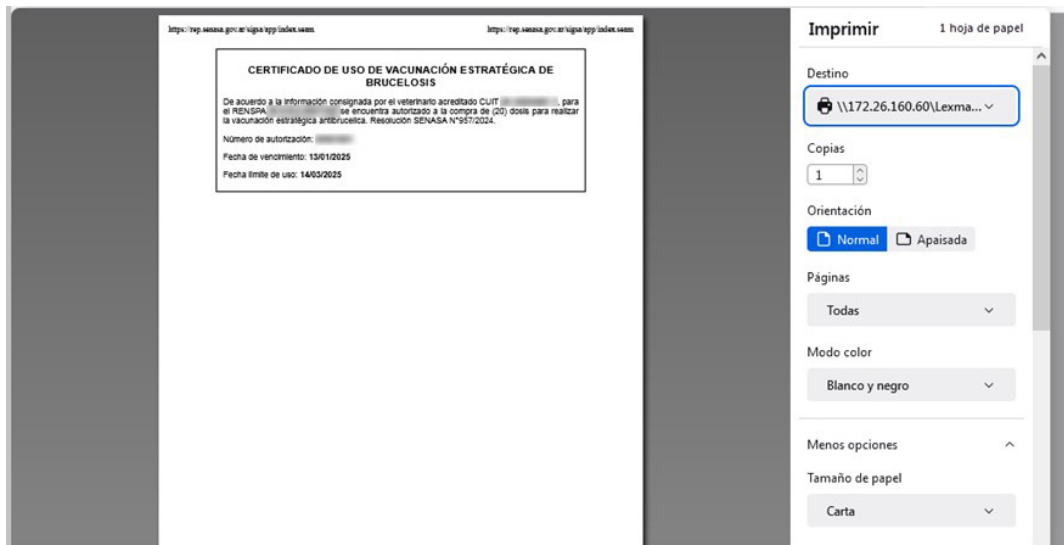 https://rep.senasa.gov.ar/sigsa/app/index.seam https://rep.senasa.gov.ar/sigsa/app/index.seam
CERTIFICADO DE USO DE VACUNACIÓN ESTRATÉGICA DE
BRUCELOSIS
De acuerdo a la información consignada por el veterinario acreditado CUIT , para
el RENSPA se encuentra autorizado a la compra de (20) dosis para realizar
la vacunación estratégica antibrucelica. Resolución SENASA N°957/2024.
Número de autorización:
Fecha de vencimiento: 13/01/2025
Fecha limite de uso: 14/03/2025
Imprimir 1 hoja de papel
Destino
\\172.26.160.60\Lexma...
Copias
1
Orientación
Normal Apaisada
Páginas
Todas
Modo color
Blanco y negro
Menos opciones
Tamaño de papel
Carta